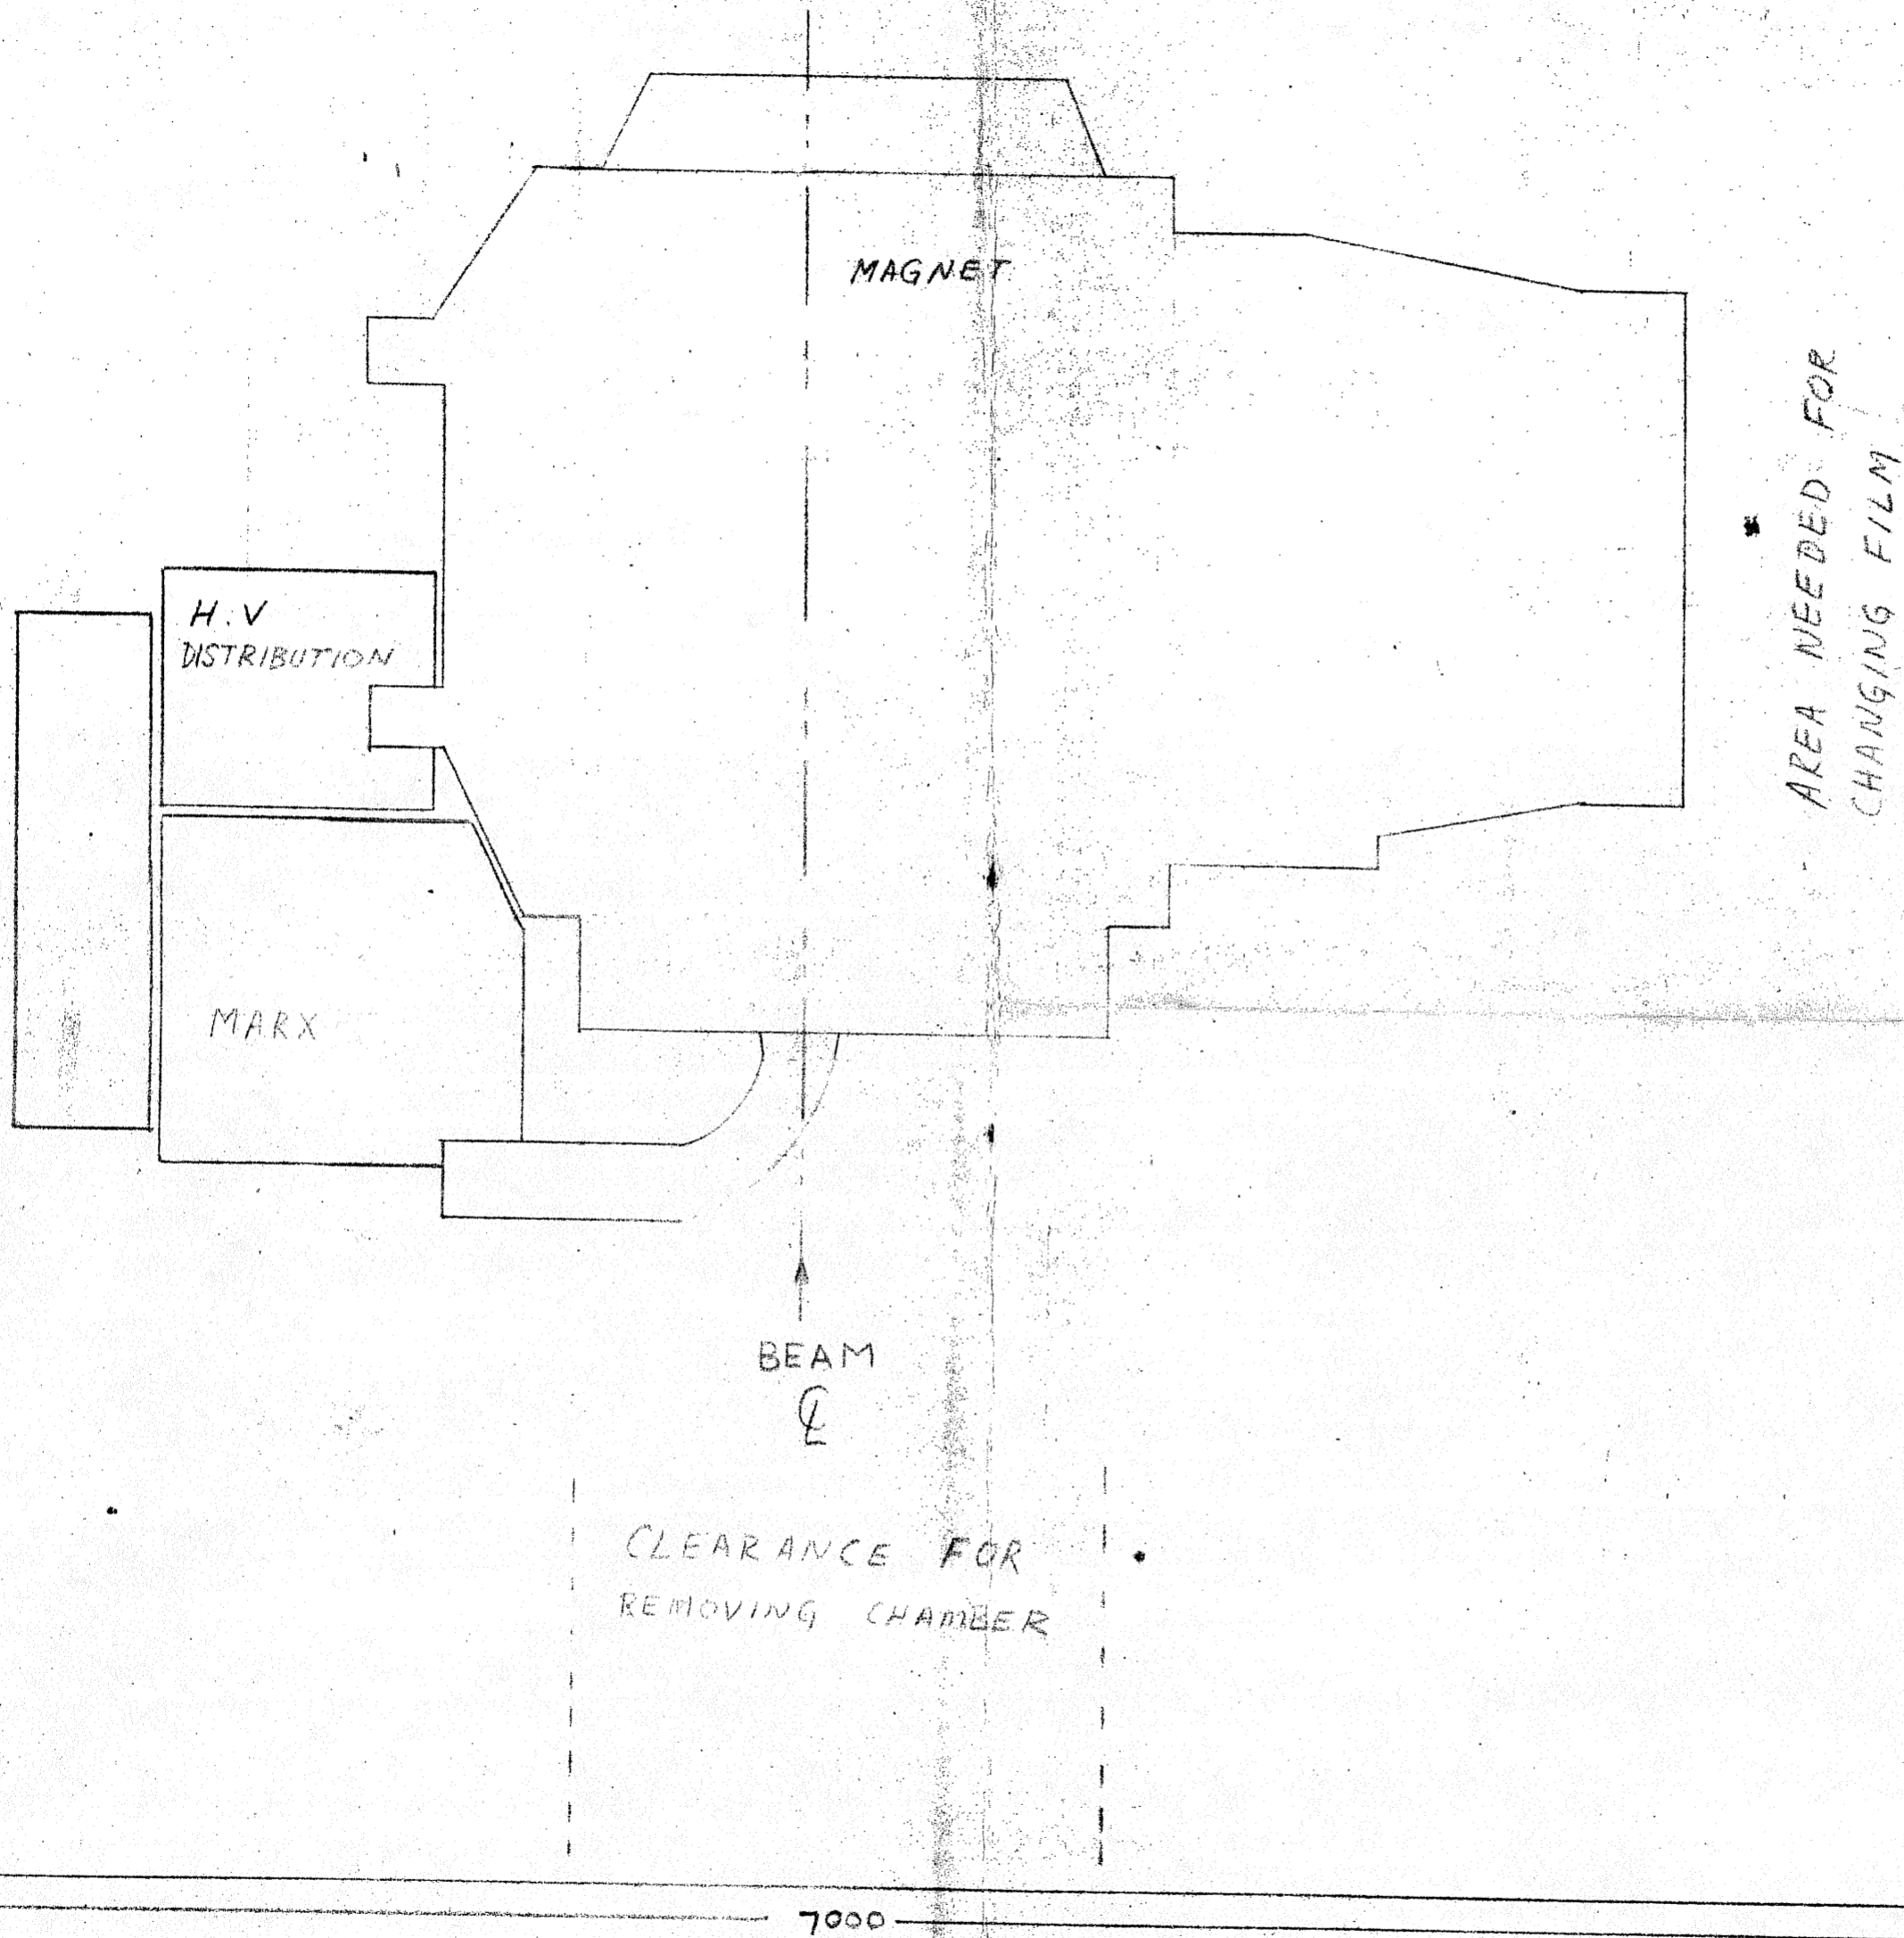 MAGNET
H.V
DISTRIBUTION
AREA NEEDED FOR
CHANGING FILM
MARX
BEAM
℄
CLEARANCE FOR
REMOVING CHAMBER
7000